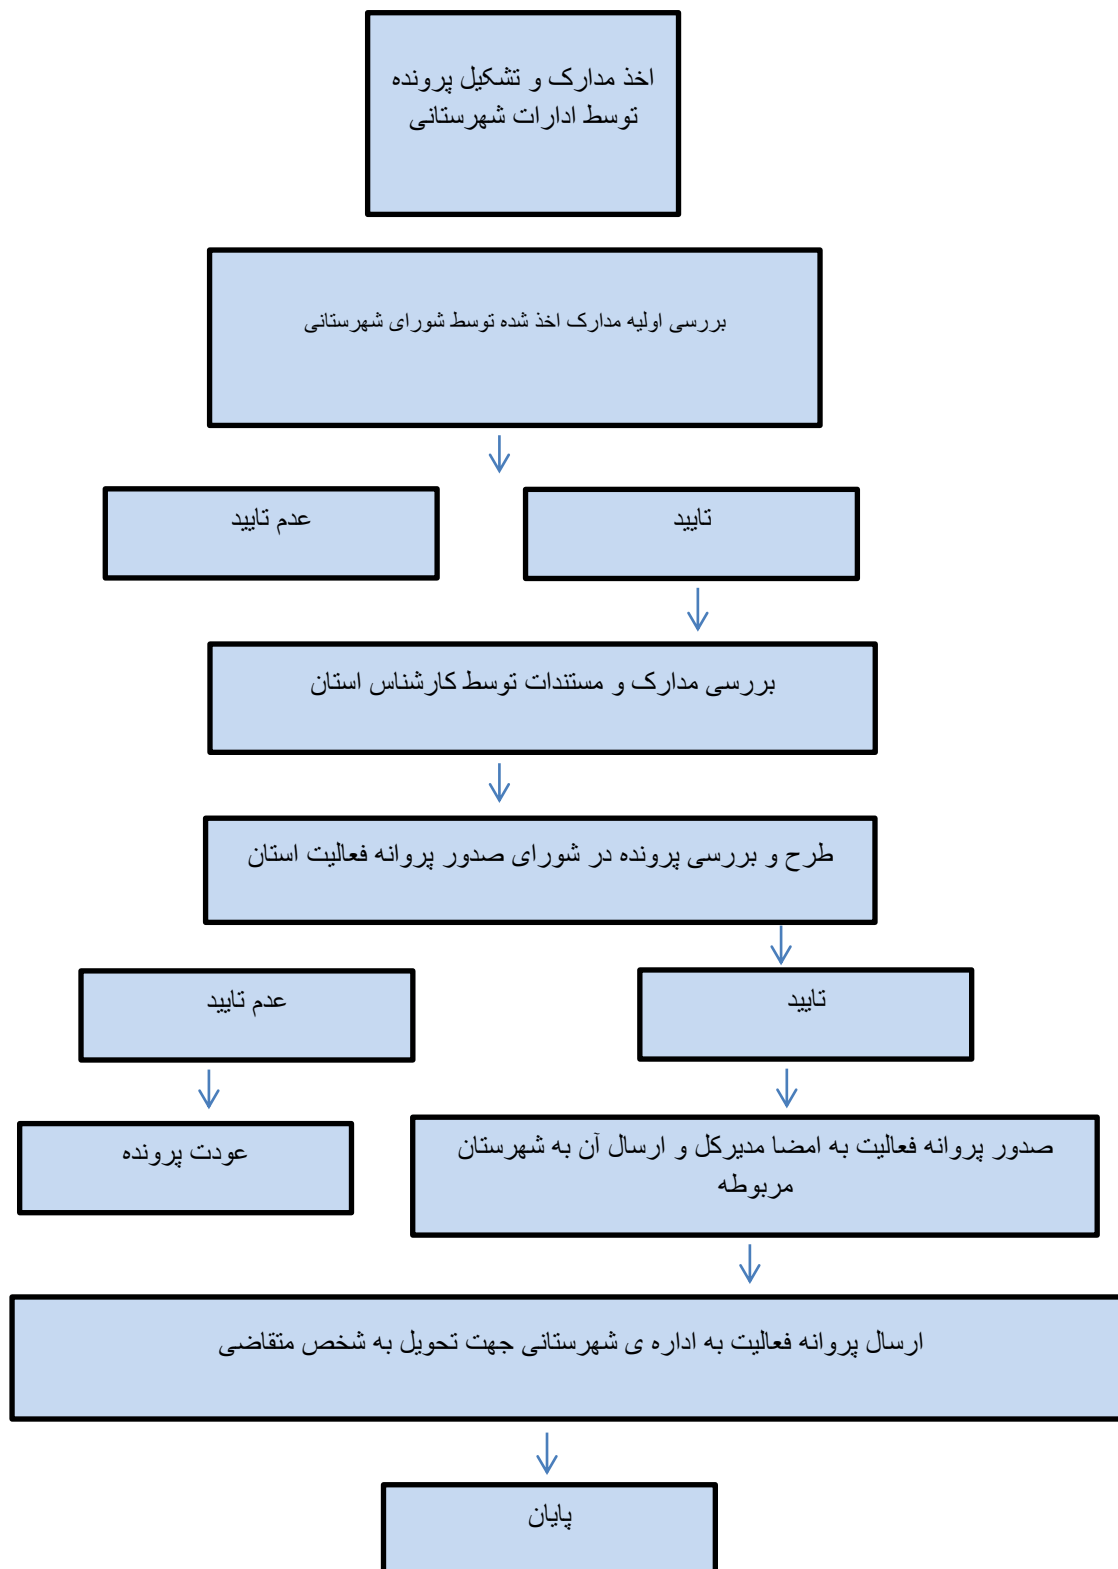 اخذ مدارک و تشکیل پرونده
توسط ادارات شهرستانی
بررسی اولیه مدارک اخذ شده توسط شورای شهرستانی
تایید
عدم تایید
بررسی مدارک و مستندات توسط کارشناس استان
طرح و بررسی پرونده در شورای صدور پروانه فعالیت استان
تایید
عدم تایید
صدور پروانه فعالیت به امضا مدیرکل و ارسال آن به شهرستان
مربوطه
عودت پرونده
ارسال پروانه فعالیت به اداره ی شهرستانی جهت تحویل به شخص متقاضی
پایان